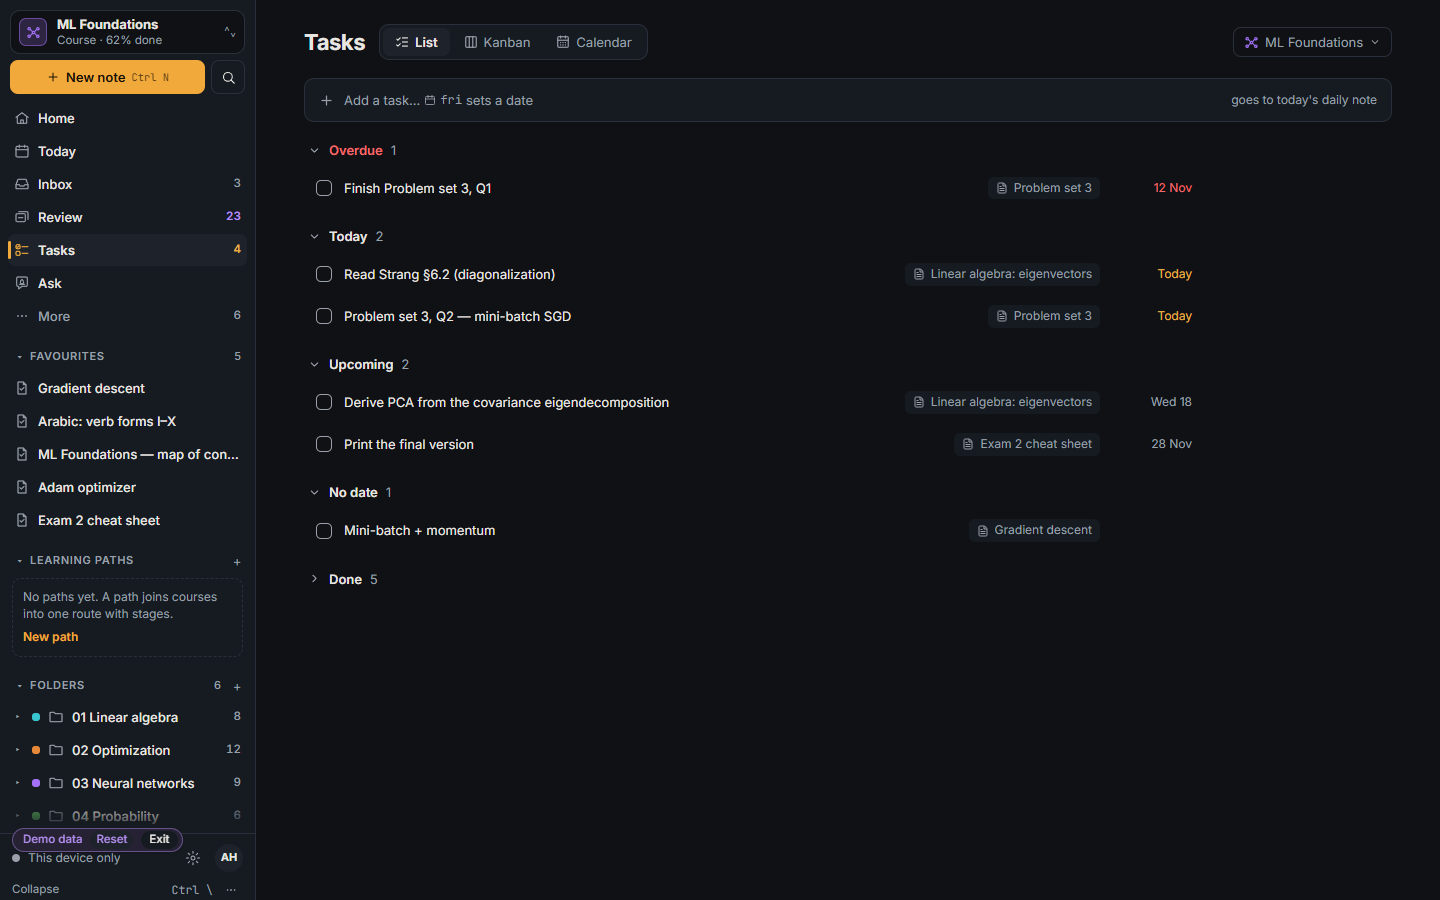 ML Foundations
Course · 62% done
+ New note Ctrl N
Home
Today
Inbox 3
Review 23
Tasks 4
Ask
More 6
FAVOURITES 5
Gradient descent
Arabic: verb forms I–X
ML Foundations — map of con...
Adam optimizer
Exam 2 cheat sheet
LEARNING PATHS +
No paths yet. A path joins courses
into one route with stages.
New path
FOLDERS 6 +
01 Linear algebra 8
02 Optimization 12
03 Neural networks 9
04 Probability 6
Demo data Reset Exit
This device only AH
Collapse Ctrl \ ...
Tasks List Kanban Calendar ML Foundations
+ Add a task... fri sets a date goes to today's daily note
Overdue 1
Finish Problem set 3, Q1 Problem set 3 12 Nov
Today 2
Read Strang §6.2 (diagonalization) Linear algebra: eigenvectors Today
Problem set 3, Q2 — mini-batch SGD Problem set 3 Today
Upcoming 2
Derive PCA from the covariance eigendecomposition Linear algebra: eigenvectors Wed 18
Print the final version Exam 2 cheat sheet 28 Nov
No date 1
Mini-batch + momentum Gradient descent
Done 5